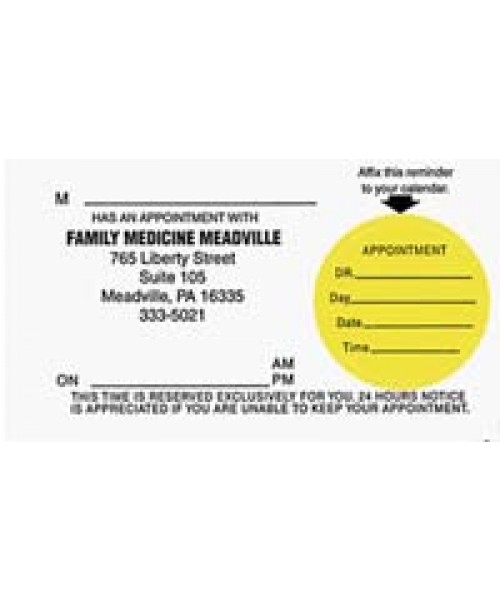 M
HAS AN APPOINTMENT WITH
FAMILY MEDICINE MEADVILLE
765 Liberty Street
Suite 105
Meadville, PA 16335
333-5021
AM
ON PM
THIS TIME IS RESERVED EXCLUSIVELY FOR YOU. 24 HOURS NOTICE
IS APPRECIATED IF YOU ARE UNABLE TO KEEP YOUR APPOINTMENT.
Affix this reminder
to your calendar.
APPOINTMENT
DR.
Day
Date
Time